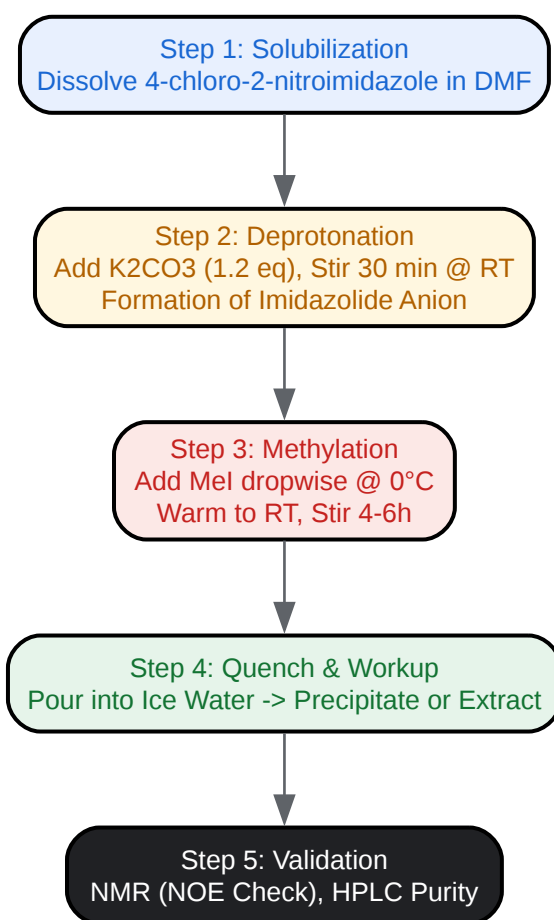 Step 1: Solubilization
Dissolve 4-chloro-2-nitroimidazole in DMF
Step 2: Deprotonation
Add K2CO3 (1.2 eq), Stir 30 min @ RT
Formation of Imidazolide Anion
Step 3: Methylation
Add MeI dropwise @ 0°C
Warm to RT, Stir 4-6h
Step 4: Quench & Workup
Pour into Ice Water -> Precipitate or Extract
Step 5: Validation
NMR (NOE Check), HPLC Purity